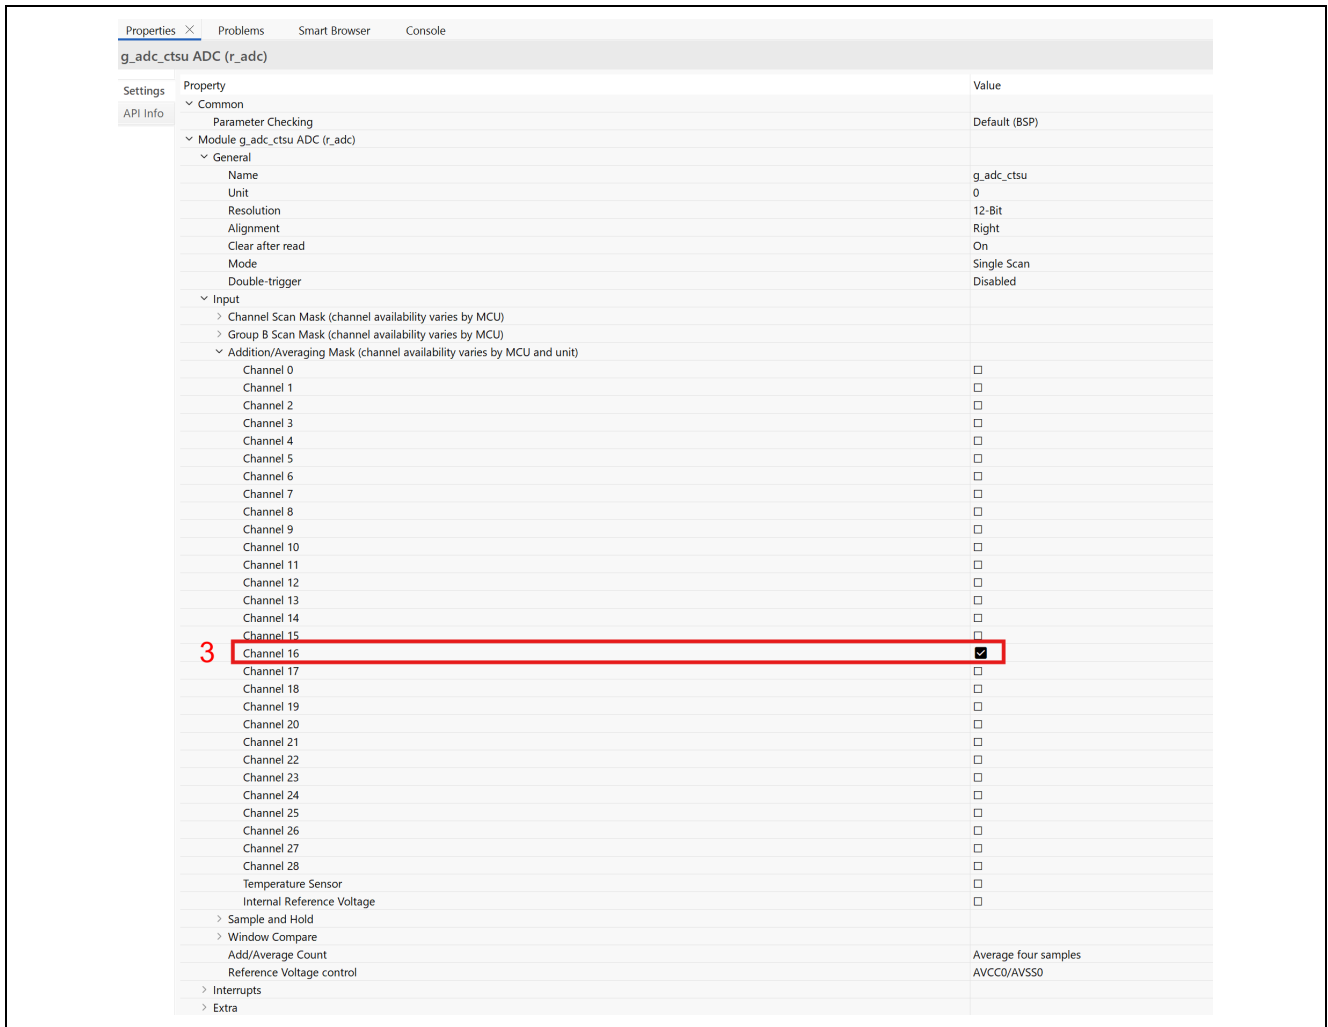 Properties Problems Smart Browser Console
g_adc_ctsu ADC (r_adc)
Settings
API Info
Property Value
Common
Parameter Checking Default (BSP)
Module g_adc_ctsu ADC (r_adc)
General
Name g_adc_ctsu
Unit 0
Resolution 12-Bit
Alignment Right
Clear after read On
Mode Single Scan
Double-trigger Disabled
Input
Channel Scan Mask (channel availability varies by MCU)
Group B Scan Mask (channel availability varies by MCU)
Addition/Averaging Mask (channel availability varies by MCU and unit)
Channel 0
Channel 1
Channel 2
Channel 3
Channel 4
Channel 5
Channel 6
Channel 7
Channel 8
Channel 9
Channel 10
Channel 11
Channel 12
Channel 13
Channel 14
Channel 15
3 Channel 16
Channel 17
Channel 18
Channel 19
Channel 20
Channel 21
Channel 22
Channel 23
Channel 24
Channel 25
Channel 26
Channel 27
Channel 28
Temperature Sensor
Internal Reference Voltage
Sample and Hold
Window Compare
Add/Average Count Average four samples
Reference Voltage control AVCC0/AVSS0
Interrupts
Extra